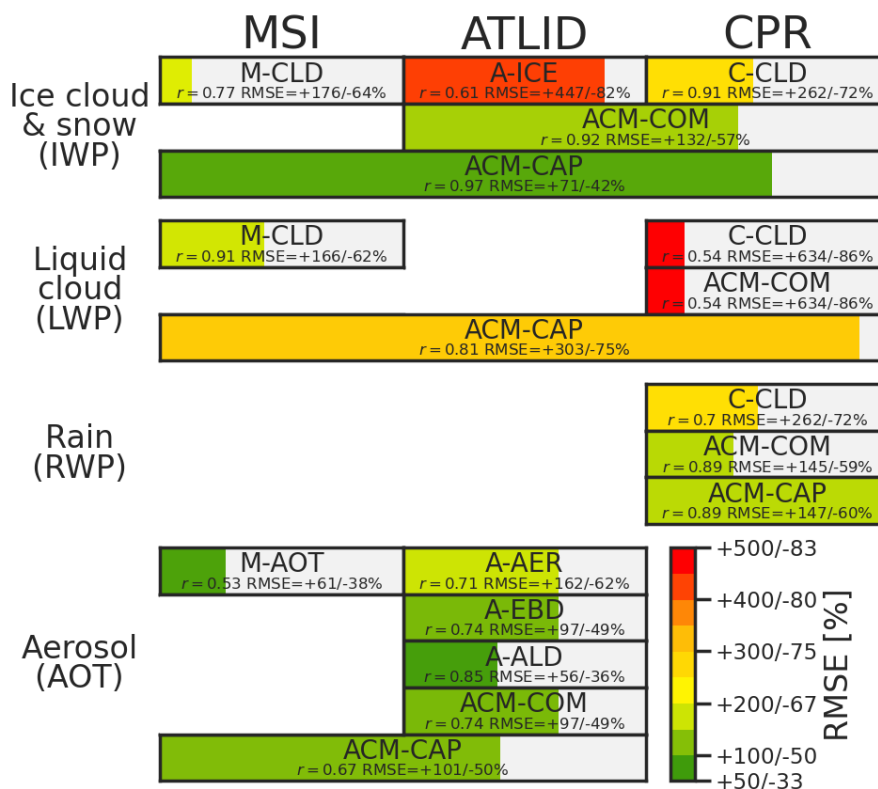 MSI ATLID CPR
Ice cloud
& snow
(IWP)
M-CLD
r = 0.77 RMSE=+176/-64%
A-ICE
r = 0.61 RMSE=+447/-82%
C-CLD
r = 0.91 RMSE=+262/-72%
ACM-COM
r = 0.92 RMSE=+132/-57%
ACM-CAP
r = 0.97 RMSE=+71/-42%
Liquid
cloud
(LWP)
M-CLD
r = 0.91 RMSE=+166/-62%
C-CLD
r = 0.54 RMSE=+634/-86%
ACM-COM
r = 0.54 RMSE=+634/-86%
ACM-CAP
r = 0.81 RMSE=+303/-75%
Rain
(RWP)
C-CLD
r = 0.7 RMSE=+262/-72%
ACM-COM
r = 0.89 RMSE=+145/-59%
ACM-CAP
r = 0.89 RMSE=+147/-60%
Aerosol
(AOT)
M-AOT
r = 0.53 RMSE=+61/-38%
A-AER
r = 0.71 RMSE=+162/-62%
A-EBD
r = 0.74 RMSE=+97/-49%
A-ALD
r = 0.85 RMSE=+56/-36%
ACM-COM
r = 0.74 RMSE=+97/-49%
ACM-CAP
r = 0.67 RMSE=+101/-50%
+500/-83
+400/-80
+300/-75
+200/-67
+100/-50
+50/-33
RMSE [%]